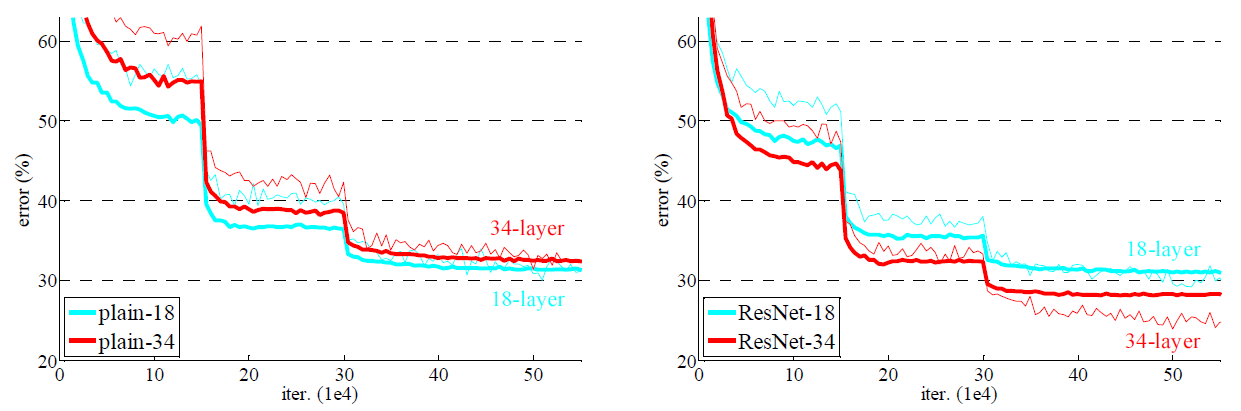 60
50
40
30
20
error (%)
34-layer
18-layer
plain-18
plain-34
0 10 20 30 40 50
iter. (1e4)
60
50
40
30
20
error (%)
18-layer
34-layer
ResNet-18
ResNet-34
0 10 20 30 40 50
iter. (1e4)